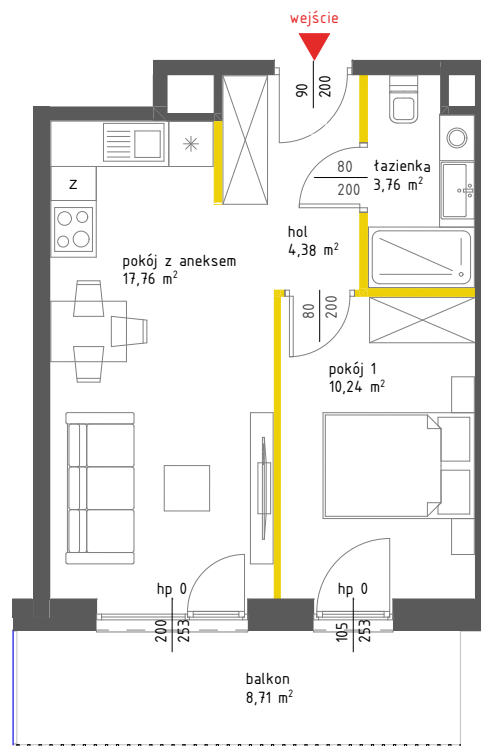 wejście
90
200
80
200
łazienka
3,76 m²
z
hol
4,38 m²
pokój z aneksem
17,76 m²
80
200
pokój 1
10,24 m²
hp 0
hp 0
200
253
105
253
balkon
8,71 m²